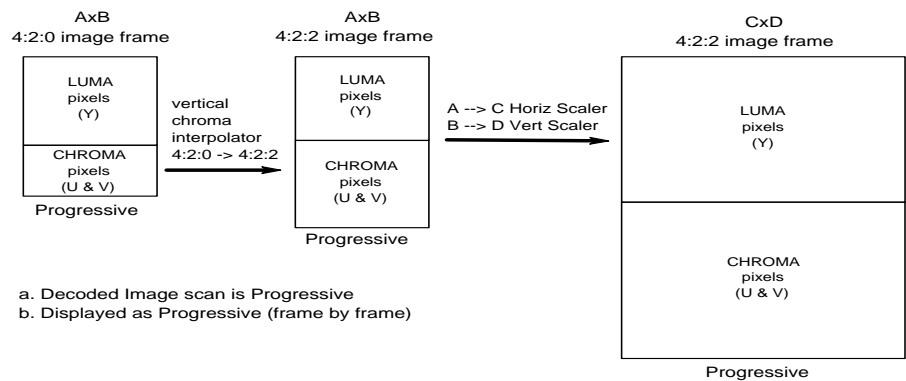 AxB
4:2:0 image frame
LUMA
pixels
(Y)
CHROMA
pixels
(U & V)
Progressive
vertical
chroma
interpolator
4:2:0 -> 4:2:2
AxB
4:2:2 image frame
LUMA
pixels
(Y)
CHROMA
pixels
(U & V)
Progressive
A --> C Horiz Scaler
B --> D Vert Scaler
CxD
4:2:2 image frame
LUMA
pixels
(Y)
CHROMA
pixels
(U & V)
Progressive
a. Decoded Image scan is Progressive
b. Displayed as Progressive (frame by frame)